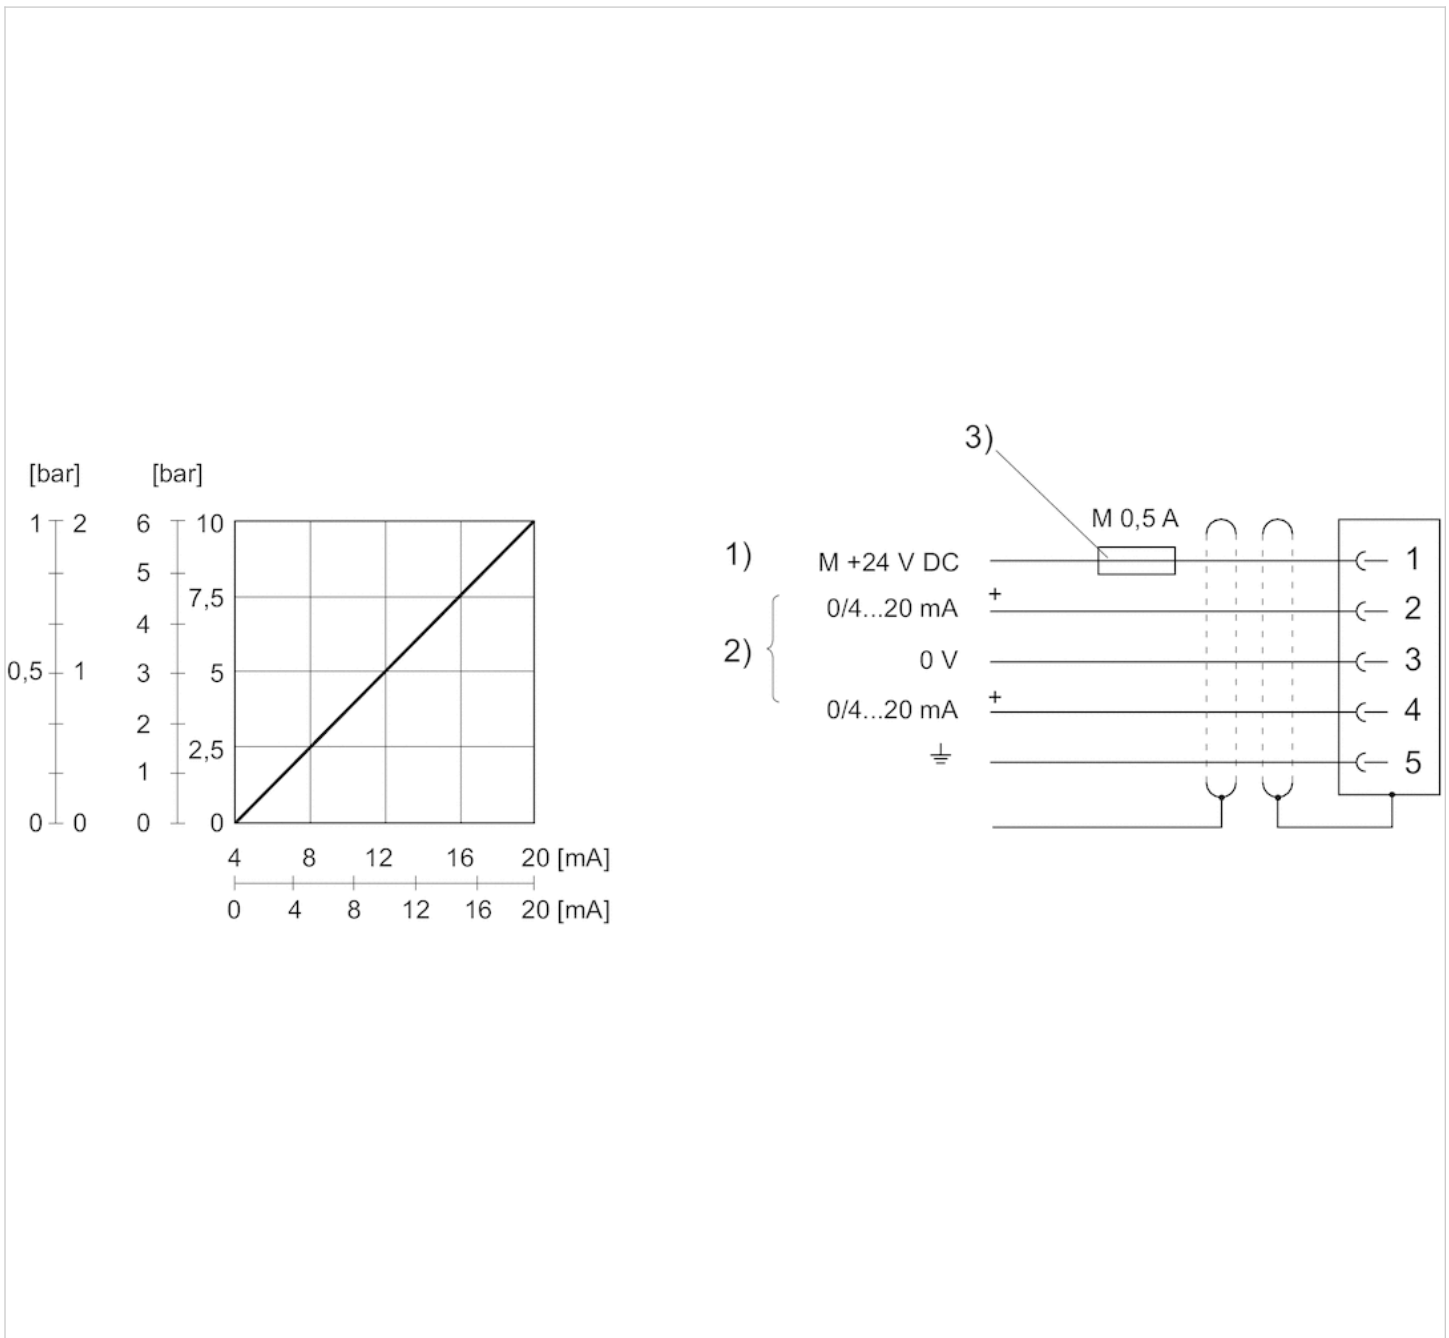 [bar] [bar]
1 2 6 10
5
7,5
4
0,5 1 3 5
2
2,5
1
0 0 0 0
4 8 12 16 20 [mA]
0 4 8 12 16 20 [mA]
3)
M 0,5 A
1) M +24 V DC 1
+
0/4...20 mA 2
2)
0 V 3
+
0/4...20 mA 4
5